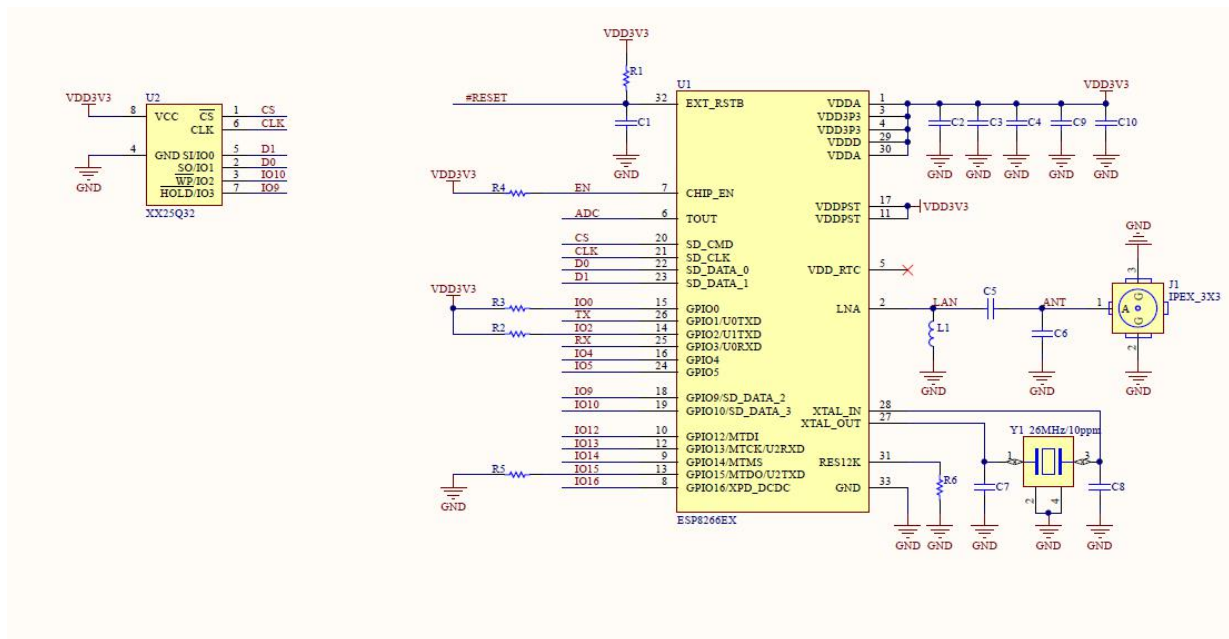 VDD3V3
R1
#RESET
C1
GND
VDD3V3
U2
8 VCC CS 1 CS
CLK 6 CLK
4 GND SI/IO0 5 D1
SO/IO1 2 D0
WP/IO2 3 IO10
HOLD/IO3 7 IO9
GND
XX25Q32
U1
32 EXT_RSTB
VDD3V3
R4 EN 7 CHIP_EN
ADC 6 TOUT
CS 20 SD_CMD
CLK 21 SD_CLK
D0 22 SD_DATA_0
D1 23 SD_DATA_1
VDD3V3
R3 IO0 15 GPIO0
TX 26 GPIO1/U0TXD
R2 IO2 14 GPIO2/U1TXD
RX 25 GPIO3/U0RXD
IO4 16 GPIO4
IO5 24 GPIO5
IO9 18 GPIO9/SD_DATA_2
IO10 19 GPIO10/SD_DATA_3
IO12 10 GPIO12/MTDI
IO13 12 GPIO13/MTCK/U2RXD
IO14 9 GPIO14/MTMS
R5 IO15 13 GPIO15/MTDO/U2TXD
IO16 8 GPIO16/XPD_DCDC
GND
ESP8266EX
VDDA 1
VDD3P3 3
VDD3P3 4
VDDD 29
VDDA 30
VDD3V3
C2 C3 C4 C9 C10
GND GND GND GND GND
VDDPST 17
VDDPST 11
VDD3V3
VDD_RTC 5
LNA 2 LAN C5 ANT 1
L1
C6
GND GND
GND
3
J1
IPEX_3X3
G
A
G
2
GND
XTAL_IN 28
XTAL_OUT 27
Y1 26MHz/10ppm
1 3
2 4
C7 C8
RES12K 31
R6
GND 33
GND GND GND GND GND